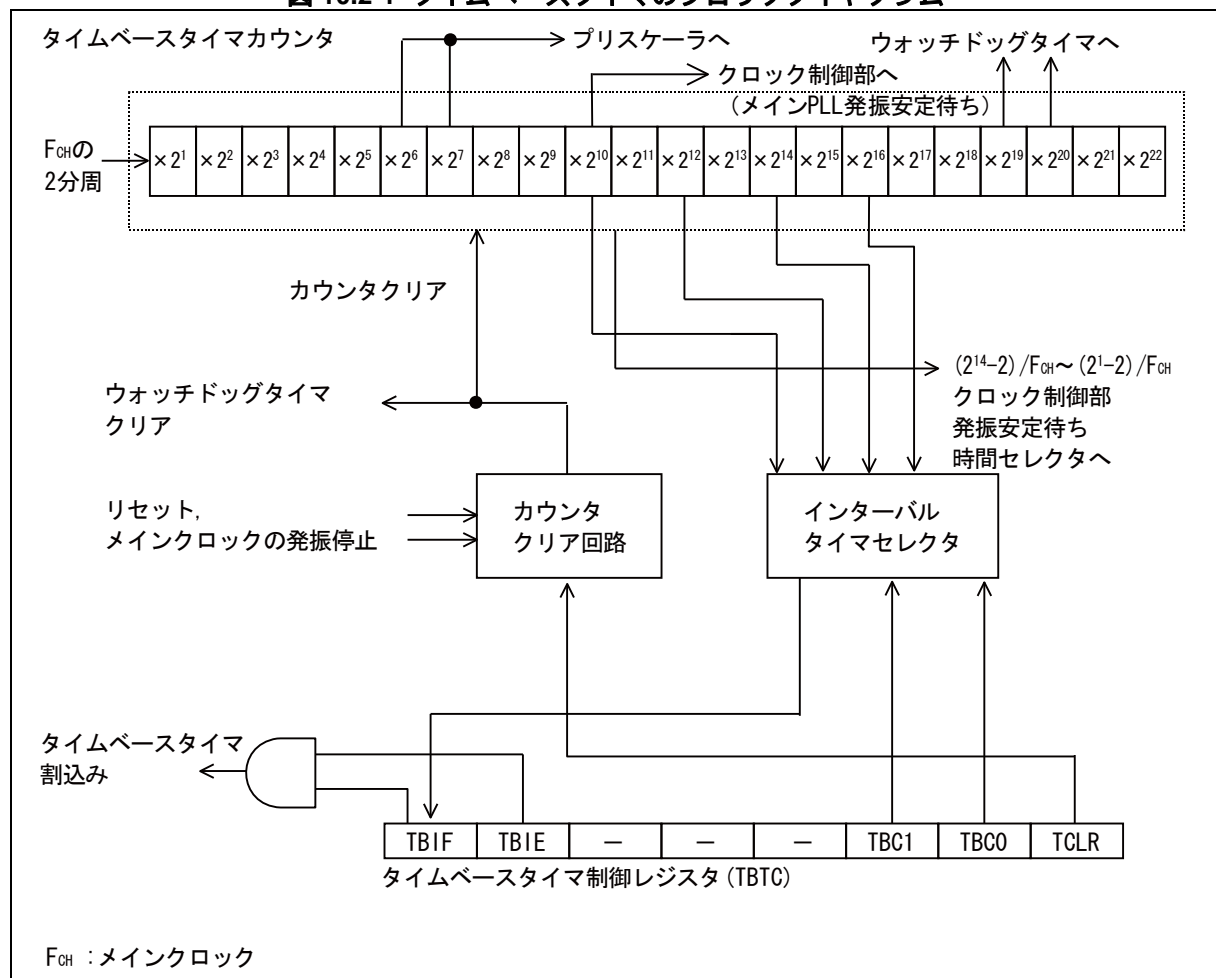 タイムベースタイマカウンタ
プリスケーラへ
ウォッチドッグタイマへ
クロック制御部へ
（メインPLL発振安定待ち）
FCHの
2分周
×2¹ ×2² ×2³ ×2⁴ ×2⁵ ×2⁶ ×2⁷ ×2⁸ ×2⁹ ×2¹⁰ ×2¹¹ ×2¹² ×2¹³ ×2¹⁴ ×2¹⁵ ×2¹⁶ ×2¹⁷ ×2¹⁸ ×2¹⁹ ×2²⁰ ×2²¹ ×2²²
カウンタクリア
(2¹⁴−2)/FCH～(2¹−2)/FCH
クロック制御部
発振安定待ち
時間セレクタへ
ウォッチドッグタイマ
クリア
リセット,
メインクロックの発振停止
カウンタ
クリア回路
インターバル
タイマセレクタ
タイムベースタイマ
割込み
TBIF TBIE － － － TBC1 TBC0 TCLR
タイムベースタイマ制御レジスタ(TBTC)
FCH ：メインクロック